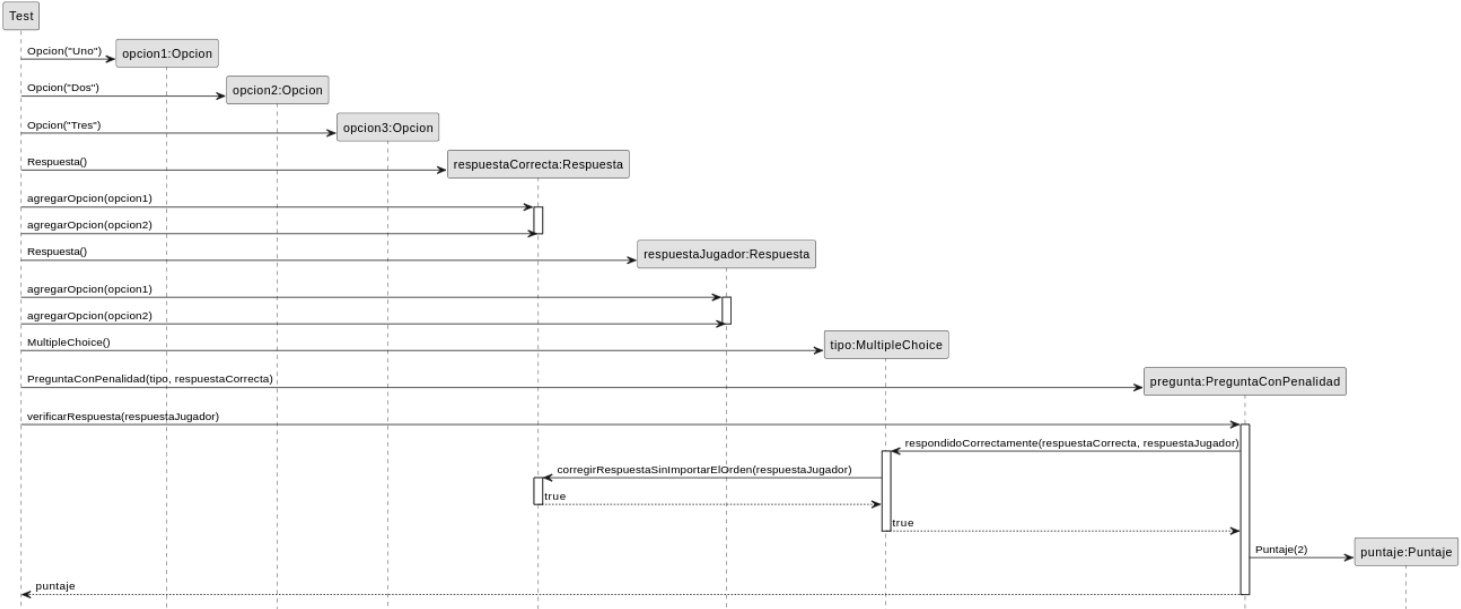 Test
Opcion("Uno")
opcion1:Opcion
Opcion("Dos")
opcion2:Opcion
Opcion("Tres")
opcion3:Opcion
Respuesta()
respuestaCorrecta:Respuesta
agregarOpcion(opcion1)
agregarOpcion(opcion2)
Respuesta()
respuestaJugador:Respuesta
agregarOpcion(opcion1)
agregarOpcion(opcion2)
MultipleChoice()
tipo:MultipleChoice
PreguntaConPenalidad(tipo, respuestaCorrecta)
pregunta:PreguntaConPenalidad
verificarRespuesta(respuestaJugador)
respondidoCorrectamente(respuestaCorrecta, respuestaJugador)
corregirRespuestaSinImportarElOrden(respuestaJugador)
true
true
Puntaje(2)
puntaje:Puntaje
puntaje